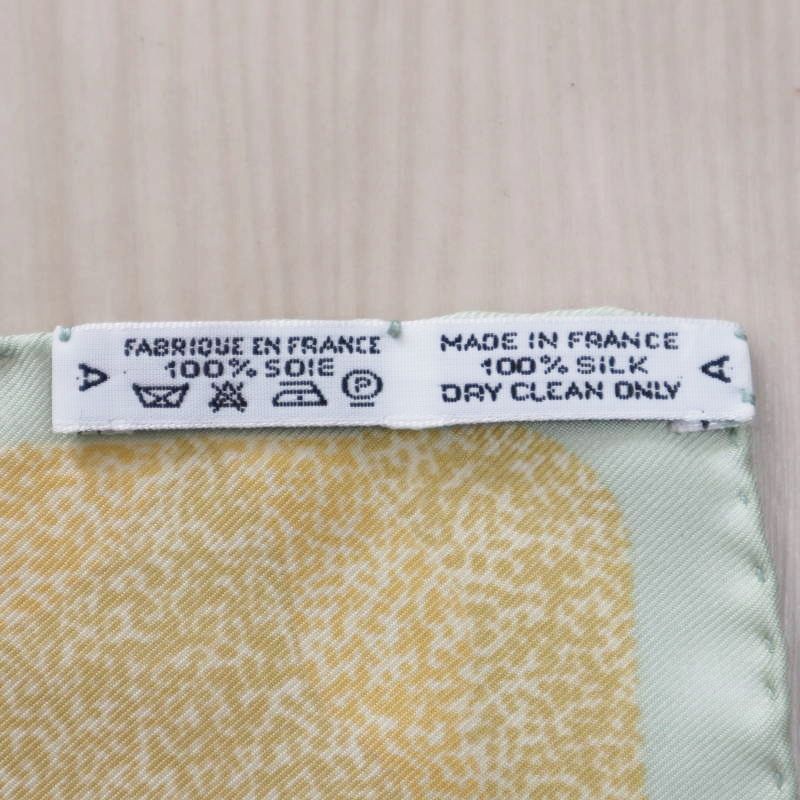 FABRIQUE EN FRANCE
100% SOIE
P
A
MADE IN FRANCE
100% SILK
DRY CLEAN ONLY
A